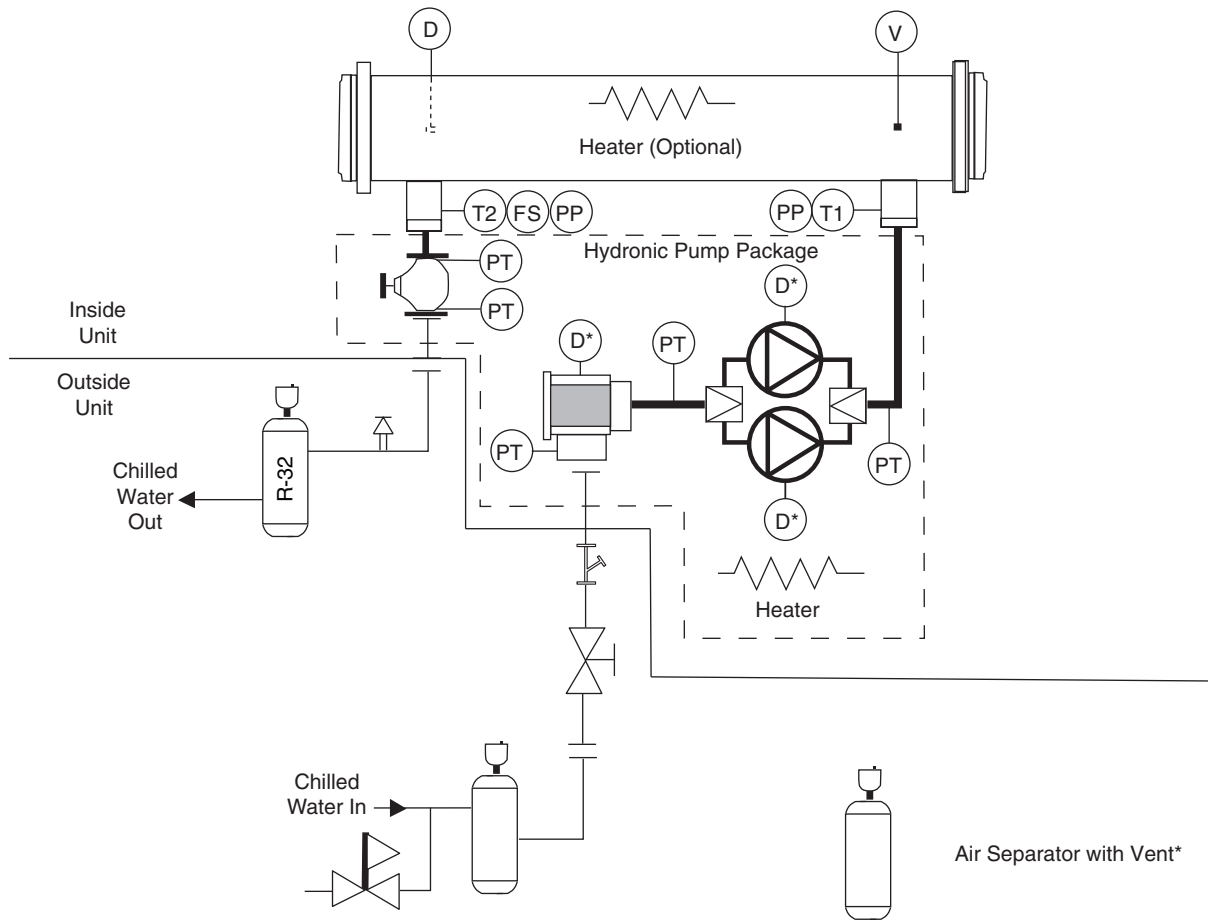 D
V
Heater (Optional)
T2 FS PP
PP T1
Hydronic Pump Package
PT
D*
PT
Inside
Unit
D*
PT
Outside
Unit
PT
PT
R-32
Chilled
Water
Out
D*
Heater
Chilled
Water In
Air Separator with Vent*